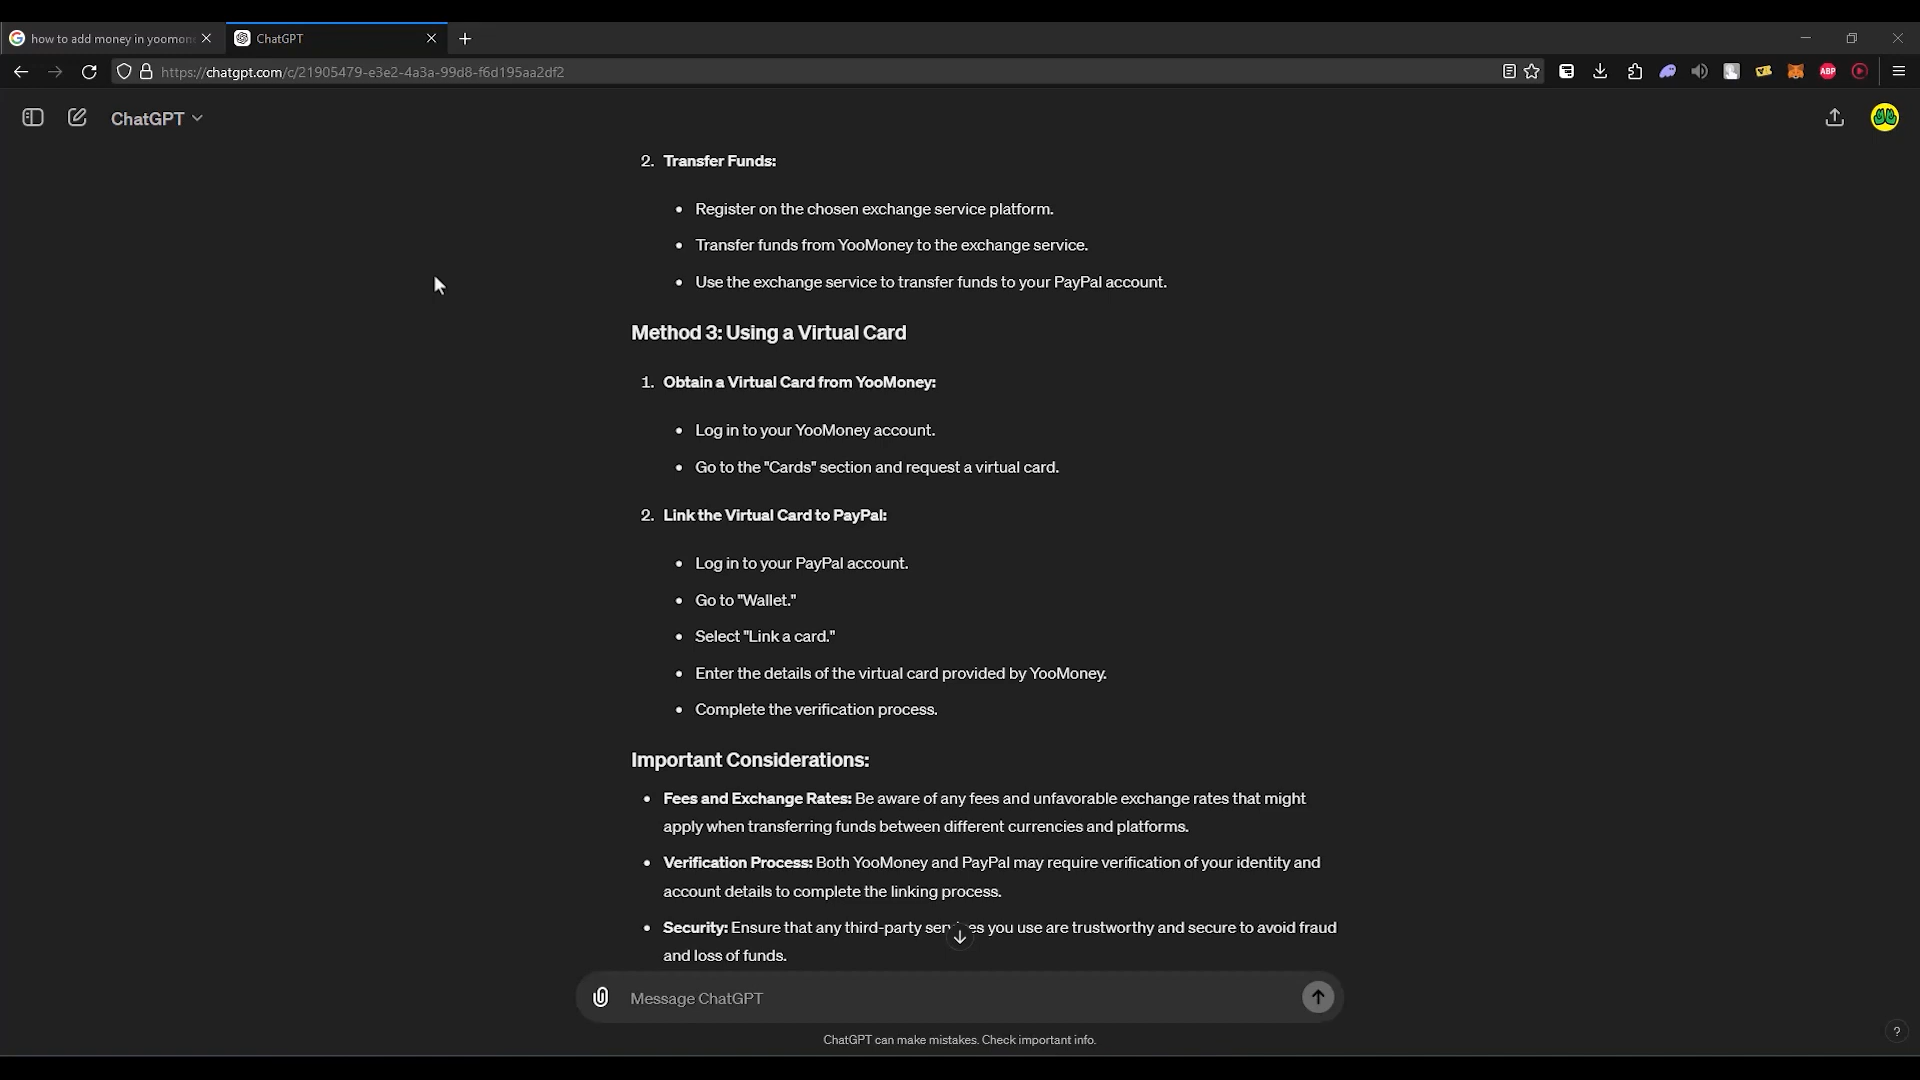 how to add money in yoomon
ChatGPT
https://chatgpt.com/c/21905479-e3e2-4a3a-99d8-f6d195aa2df2
ABP
ChatGPT
2. Transfer Funds:
• Register on the chosen exchange service platform.
• Transfer funds from YooMoney to the exchange service.
• Use the exchange service to transfer funds to your PayPal account.
Method 3: Using a Virtual Card
1. Obtain a Virtual Card from YooMoney:
• Log in to your YooMoney account.
• Go to the "Cards" section and request a virtual card.
2. Link the Virtual Card to PayPal:
• Log in to your PayPal account.
• Go to "Wallet."
• Select "Link a card."
• Enter the details of the virtual card provided by YooMoney.
• Complete the verification process.
Important Considerations:
• Fees and Exchange Rates: Be aware of any fees and unfavorable exchange rates that might
apply when transferring funds between different currencies and platforms.
• Verification Process: Both YooMoney and PayPal may require verification of your identity and
account details to complete the linking process.
• Security: Ensure that any third-party services you use are trustworthy and secure to avoid fraud
and loss of funds.
Message ChatGPT
ChatGPT can make mistakes. Check important info.
?